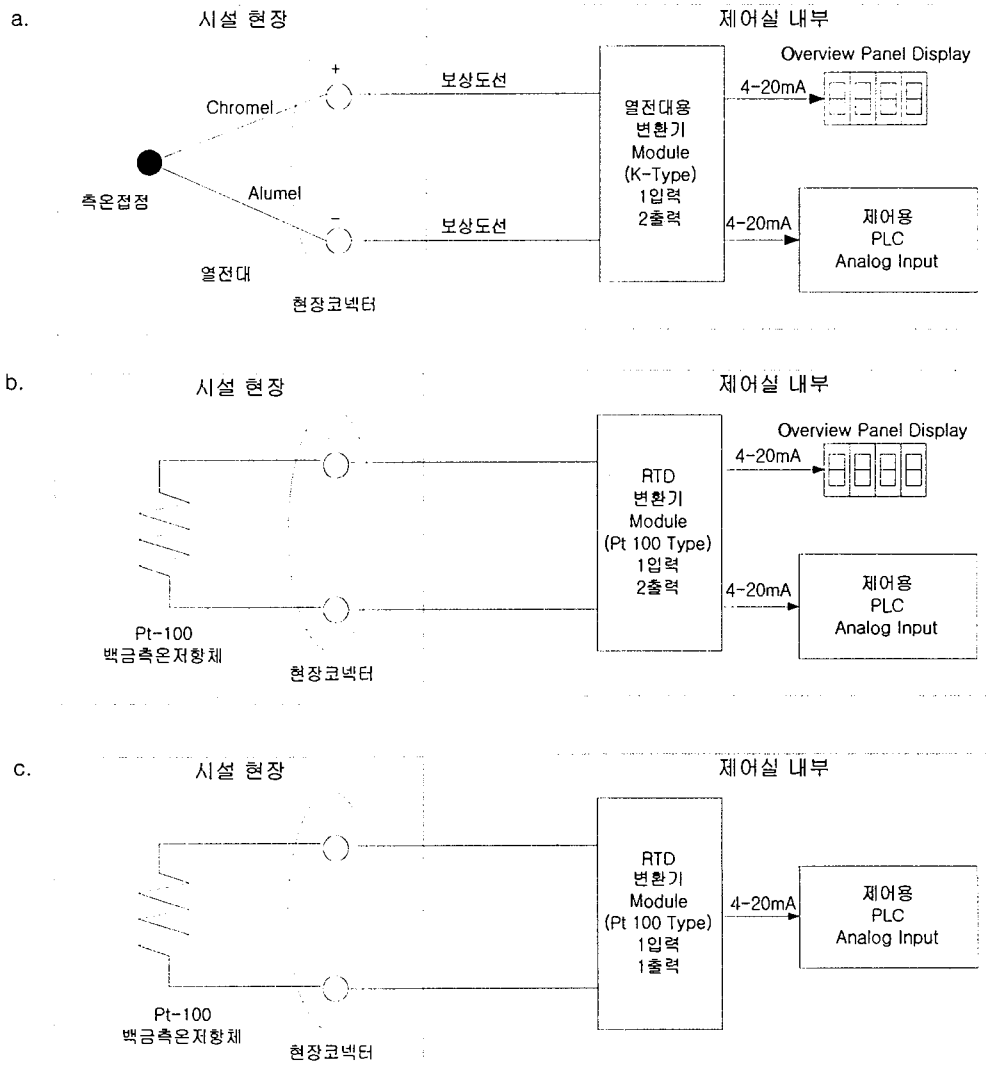 a.
시설 현장
제어실 내부
Overview Panel Display
+
Chromel
보상도선
4-20mA
열전대용
변환기
Module
(K-Type)
1입력
2출력
측온접점
Alumel
−
보상도선
4-20mA
제어용
PLC
Analog Input
열전대
현장코넥터
b.
시설 현장
제어실 내부
Overview Panel Display
4-20mA
RTD
변환기
Module
(Pt 100 Type)
1입력
2출력
4-20mA
제어용
PLC
Analog Input
Pt-100
백금측온저항체
현장코넥터
c.
시설 현장
제어실 내부
RTD
변환기
Module
(Pt 100 Type)
1입력
1출력
4-20mA
제어용
PLC
Analog Input
Pt-100
백금측온저항체
현장코넥터